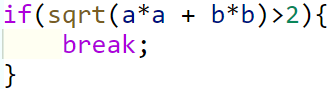 if(sqrt(a*a + b*b)>2){
    break;
}